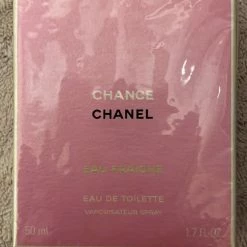 CHANCE
CHANEL
EAU FRAÎCHE
EAU DE TOILETTE
VAPORISATEUR SPRAY
50 ml 1.7 fl. oz.